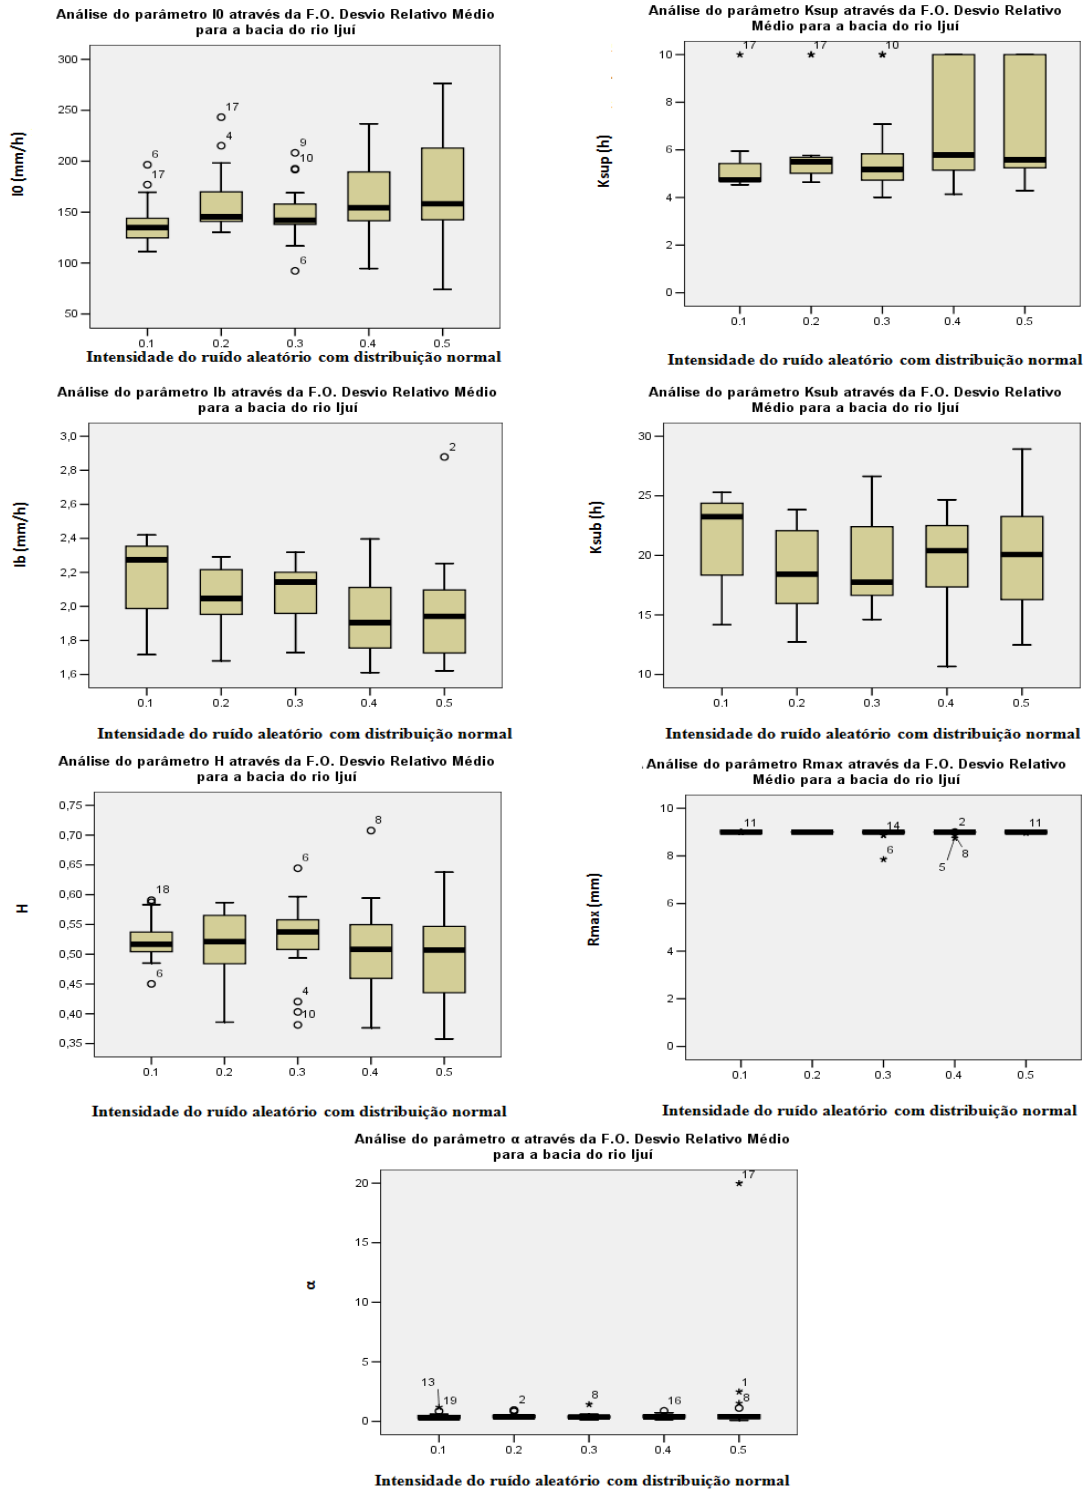 Análise do parâmetro I0 através da F.O. Desvio Relativo Médio
para a bacia do rio Ijuí
I0 (mm/h)
300
250
200
150
100
50
6
17
17
4
9
10
6
0.1 0.2 0.3 0.4 0.5
Intensidade do ruído aleatório com distribuição normal
Análise do parâmetro Ksup através da F.O. Desvio Relativo
Médio para a bacia do rio Ijuí
Ksup (h)
10
8
6
4
2
0
17
17
10
0.1 0.2 0.3 0.4 0.5
Intensidade do ruído aleatório com distribuição normal
Análise do parâmetro Ib através da F.O. Desvio Relativo Médio
para a bacia do rio Ijuí
Ib (mm/h)
3,0
2,8
2,6
2,4
2,2
2,0
1,8
1,6
2
0.1 0.2 0.3 0.4 0.5
Intensidade do ruído aleatório com distribuição normal
Análise do parâmetro Ksub através da F.O. Desvio Relativo
Médio para a bacia do rio Ijuí
Ksub (h)
30
25
20
15
10
0.1 0.2 0.3 0.4 0.5
Intensidade do ruído aleatório com distribuição normal
Análise do parâmetro H através da F.O. Desvio Relativo Médio
para a bacia do rio Ijuí
H
0,75
0,70
0,65
0,60
0,55
0,50
0,45
0,40
0,35
18
6
6
4
10
8
0.1 0.2 0.3 0.4 0.5
Intensidade do ruído aleatório com distribuição normal
Análise do parâmetro Rmax através da F.O. Desvio Relativo
Médio para a bacia do rio Ijuí
Rmax (mm)
10
8
6
4
2
0
11
14
6
2
5
8
11
0.1 0.2 0.3 0.4 0.5
Intensidade do ruído aleatório com distribuição normal
Análise do parâmetro α através da F.O. Desvio Relativo Médio
para a bacia do rio Ijuí
α
20
15
10
5
0
13
19
2
8
16
17
1
8
0.1 0.2 0.3 0.4 0.5
Intensidade do ruído aleatório com distribuição normal